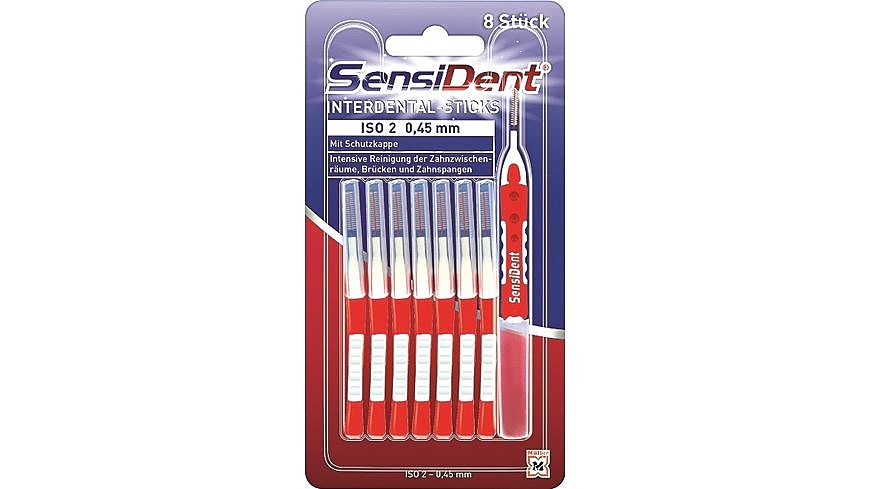 8 Stück
SensiDent®
INTERDENTAL-STICKS
ISO 2 0,45 mm
Mit Schutzkappe
Intensive Reinigung der Zahnzwischen-
räume, Brücken und Zahnspangen
SensiDent
Müller
M
ISO 2 – 0,45 mm